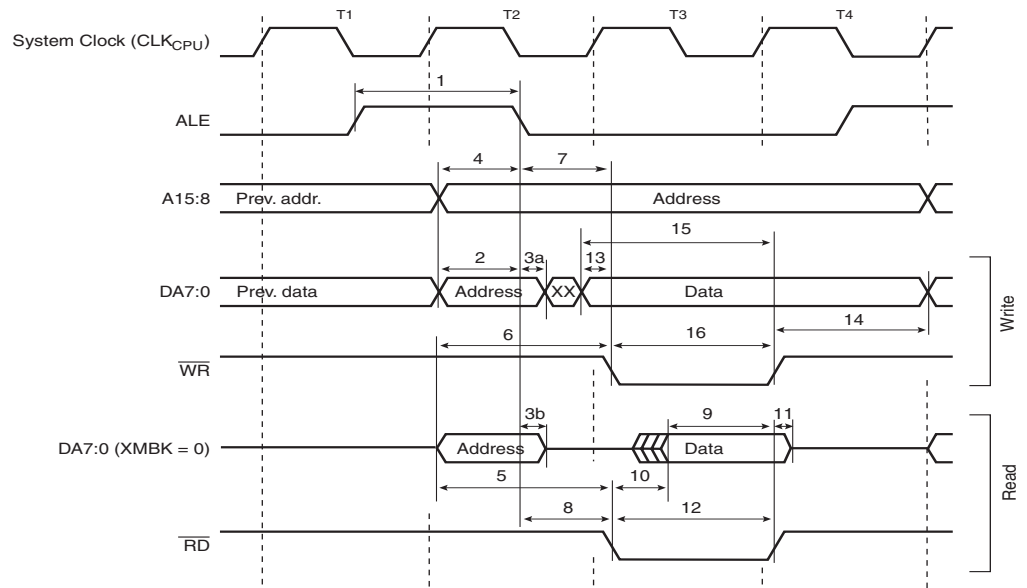 T1 T2 T3 T4
System Clock (CLKCPU)
1
ALE
4 7
A15:8 Prev. addr. Address
15
2 3a 13
DA7:0 Prev. data Address XX Data
14
6 16
WR
Write
3b 9 11
DA7:0 (XMBK = 0) Address Data
5 10
8 12
RD
Read